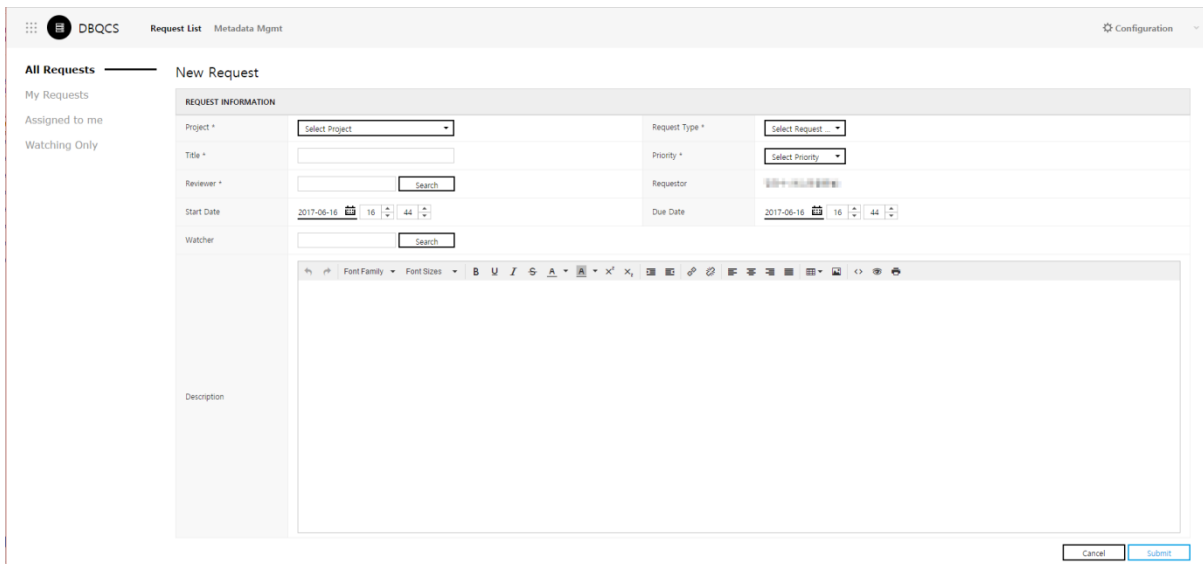 DBQCS Request List Metadata Mgmt Configuration
All Requests
My Requests
Assigned to me
Watching Only
New Request
REQUEST INFORMATION
Project * Select Project Request Type * Select Request ...
Title * Priority * Select Priority
Reviewer * Search Requestor
Start Date 2017-06-16 16 44 Due Date 2017-06-16 16 44
Watcher Search
Font Family Font Sizes B U I S A A X² X₂
Description
Cancel Submit